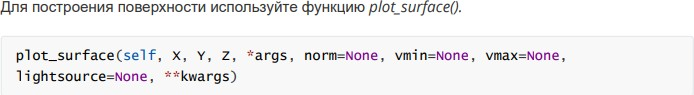 Для построения поверхности используйте функцию plot_surface().
plot_surface(self, X, Y, Z, *args, norm=None, vmin=None, vmax=None,
lightsource=None, **kwargs)